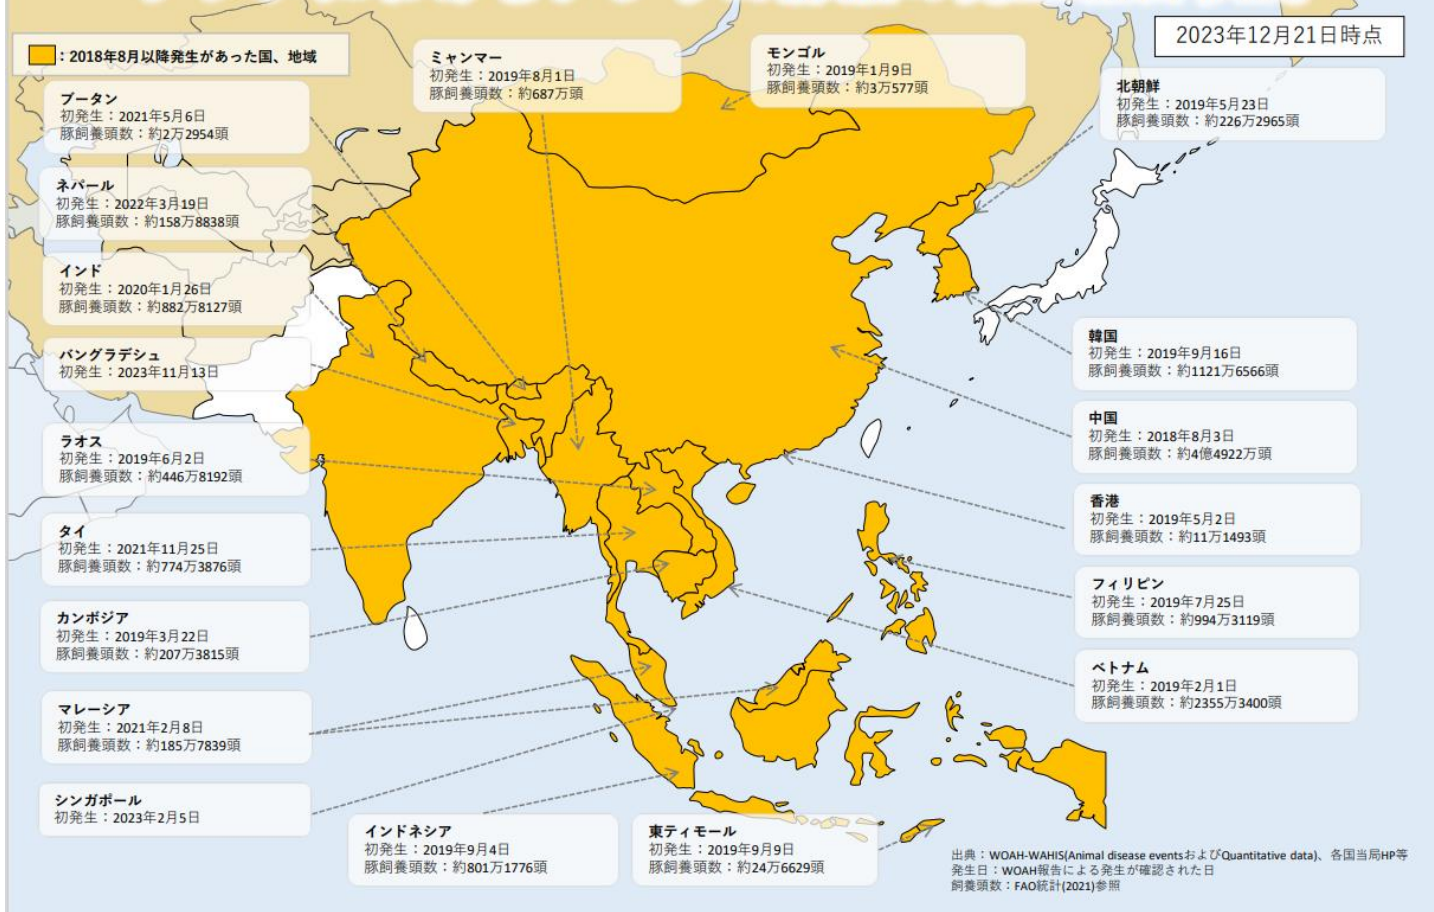 2023年12月21日時点
：2018年8月以降発生があった国、地域
ブータン
初発生：2021年5月6日
豚飼養頭数：約2万2954頭
ネパール
初発生：2022年3月19日
豚飼養頭数：約158万8838頭
インド
初発生：2020年1月26日
豚飼養頭数：約882万8127頭
バングラデシュ
初発生：2023年11月13日
ラオス
初発生：2019年6月2日
豚飼養頭数：約446万8192頭
タイ
初発生：2021年11月25日
豚飼養頭数：約774万3876頭
カンボジア
初発生：2019年3月22日
豚飼養頭数：約207万3815頭
マレーシア
初発生：2021年2月8日
豚飼養頭数：約185万7839頭
シンガポール
初発生：2023年2月5日
ミャンマー
初発生：2019年8月1日
豚飼養頭数：約687万頭
モンゴル
初発生：2019年1月9日
豚飼養頭数：約3万577頭
北朝鮮
初発生：2019年5月23日
豚飼養頭数：約226万2965頭
韓国
初発生：2019年9月16日
豚飼養頭数：約1121万6566頭
中国
初発生：2018年8月3日
豚飼養頭数：約4億4922万頭
香港
初発生：2019年5月2日
豚飼養頭数：約11万1493頭
フィリピン
初発生：2019年7月25日
豚飼養頭数：約994万3119頭
ベトナム
初発生：2019年2月1日
豚飼養頭数：約2355万3400頭
インドネシア
初発生：2019年9月4日
豚飼養頭数：約801万1776頭
東ティモール
初発生：2019年9月9日
豚飼養頭数：約24万6629頭
出典：WOAH-WAHIS(Animal disease eventsおよびQuantitative data)、各国当局HP等
発生日：WOAH報告による発生が確認された日
飼養頭数：FAO統計(2021)参照